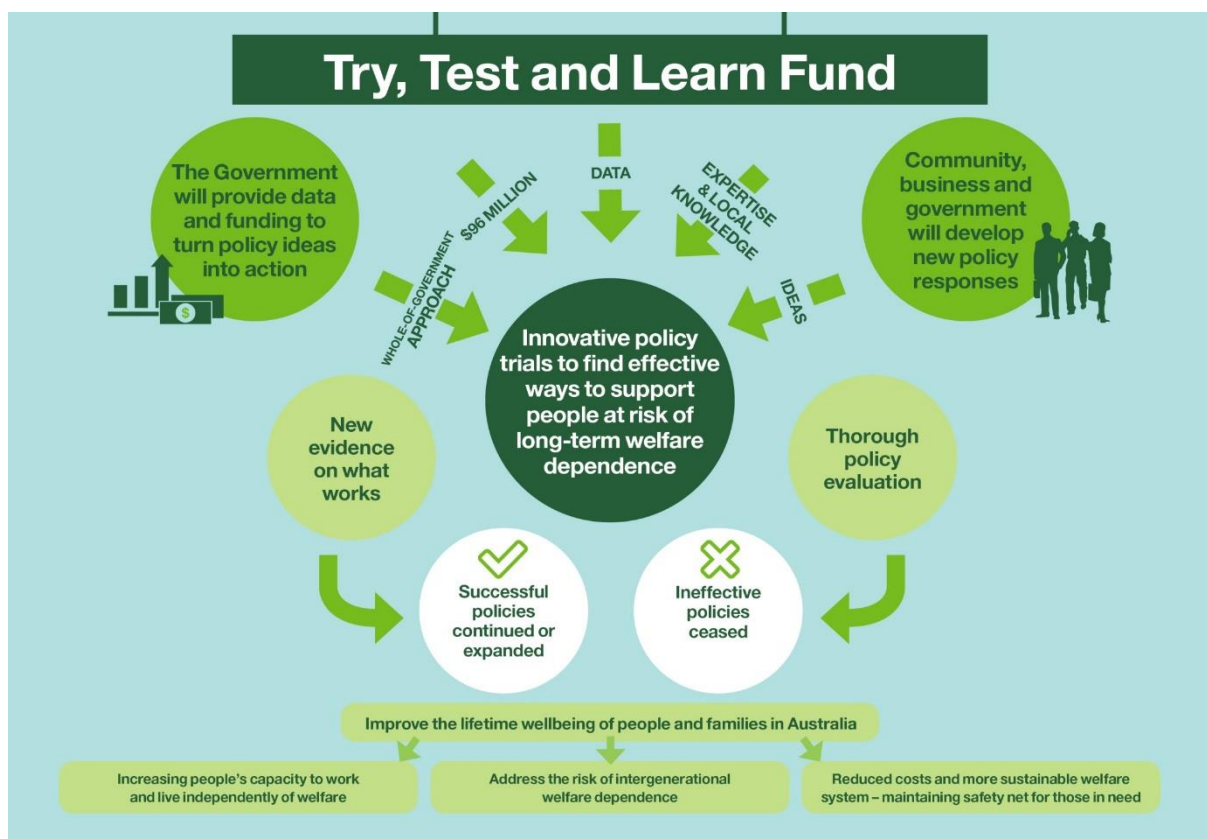 Try, Test and Learn Fund
The Government
will provide data
and funding to
turn policy ideas
into action
$
WHOLE-OF-GOVERNMENT
APPROACH
$96 MILLION
DATA
EXPERTISE
& LOCAL
KNOWLEDGE
IDEAS
Community,
business and
government
will develop
new policy
responses
Innovative policy
trials to find effective
ways to support
people at risk of
long-term welfare
dependence
New
evidence
on what
works
Thorough
policy
evaluation
Successful
policies
continued or
expanded
Ineffective
policies
ceased
Improve the lifetime wellbeing of people and families in Australia
Increasing people's capacity to work
and live independently of welfare
Address the risk of intergenerational
welfare dependence
Reduced costs and more sustainable welfare
system – maintaining safety net for those in need